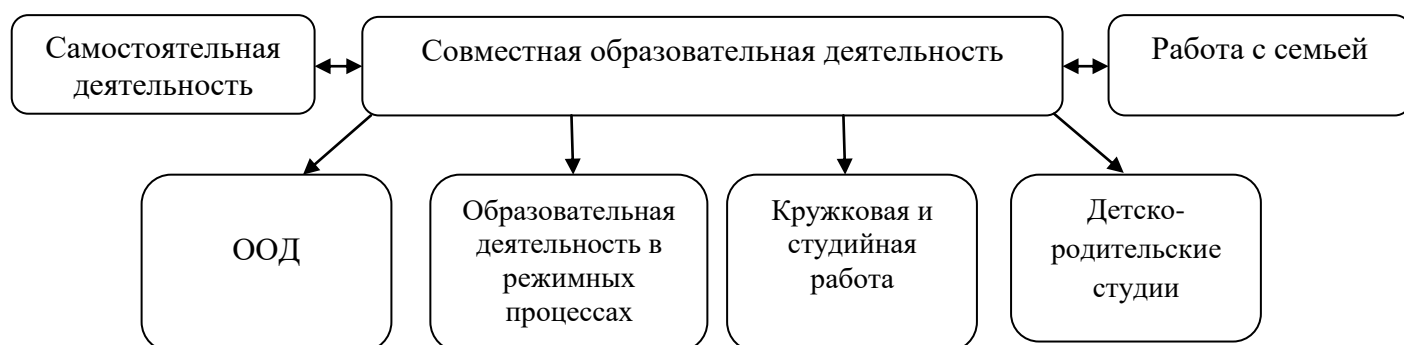 Самостоятельная
деятельность
Совместная образовательная деятельность
Работа с семьей
ООД
Образовательная
деятельность в
режимных
процессах
Кружковая и
студийная
работа
Детско-
родительские
студии